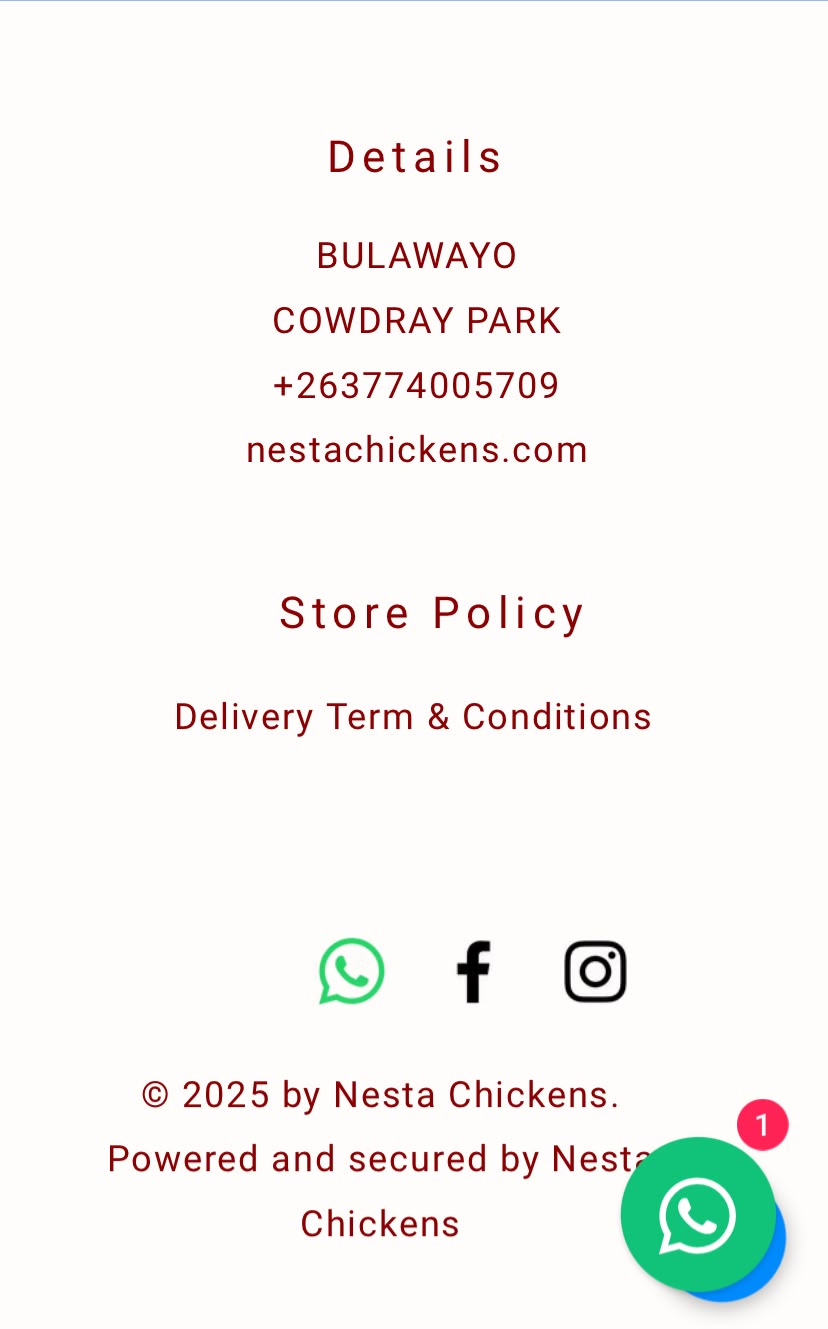 Details
BULAWAYO
COWDRAY PARK
+263774005709
nestachickens.com
Store Policy
Delivery Term & Conditions
© 2025 by Nesta Chickens.
1
Powered and secured by Nesta
Chickens